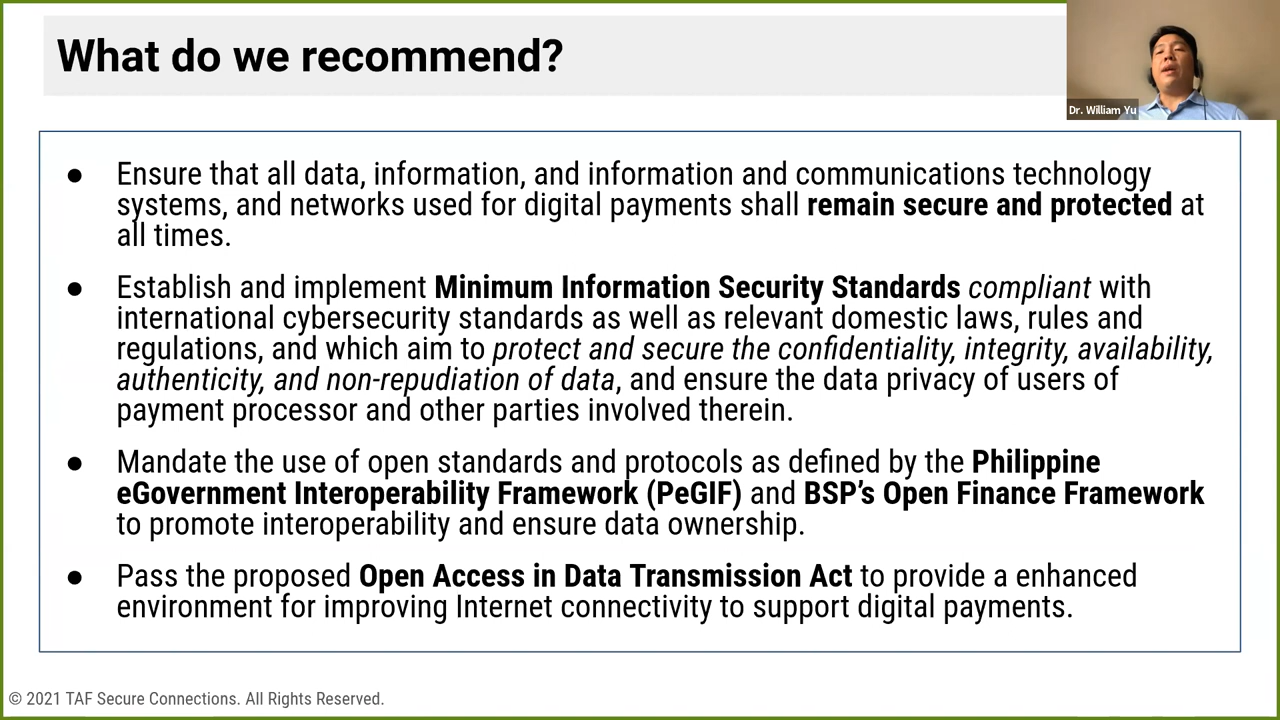 What do we recommend?
Dr. William Yu
● Ensure that all data, information, and information and communications technology
systems, and networks used for digital payments shall remain secure and protected at
all times.
● Establish and implement Minimum Information Security Standards compliant with
international cybersecurity standards as well as relevant domestic laws, rules and
regulations, and which aim to protect and secure the confidentiality, integrity, availability,
authenticity, and non-repudiation of data, and ensure the data privacy of users of
payment processor and other parties involved therein.
● Mandate the use of open standards and protocols as defined by the Philippine
eGovernment Interoperability Framework (PeGIF) and BSP’s Open Finance Framework
to promote interoperability and ensure data ownership.
● Pass the proposed Open Access in Data Transmission Act to provide a enhanced
environment for improving Internet connectivity to support digital payments.
© 2021 TAF Secure Connections. All Rights Reserved.